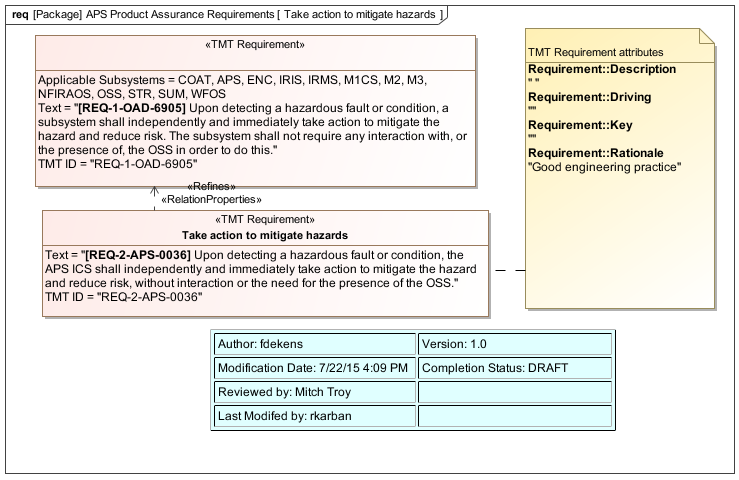 req [Package] APS Product Assurance Requirements [ Take action to mitigate hazards ]
«TMT Requirement»
Applicable Subsystems = COAT, APS, ENC, IRIS, IRMS, M1CS, M2, M3,
NFIRAOS, OSS, STR, SUM, WFOS
Text = "[REQ-1-OAD-6905] Upon detecting a hazardous fault or condition, a
subsystem shall independently and immediately take action to mitigate the
hazard and reduce risk. The subsystem shall not require any interaction with, or
the presence of, the OSS in order to do this."
TMT ID = "REQ-1-OAD-6905"
«Refines»
«RelationProperties»
«TMT Requirement»
Take action to mitigate hazards
Text = "[REQ-2-APS-0036] Upon detecting a hazardous fault or condition, the
APS ICS shall independently and immediately take action to mitigate the hazard
and reduce risk, without interaction or the need for the presence of the OSS."
TMT ID = "REQ-2-APS-0036"
TMT Requirement attributes
Requirement::Description
" "
Requirement::Driving
""
Requirement::Key
""
Requirement::Rationale
"Good engineering practice"
Author: fdekens
Version: 1.0
Modification Date: 7/22/15 4:09 PM
Completion Status: DRAFT
Reviewed by: Mitch Troy
Last Modifed by: rkarban